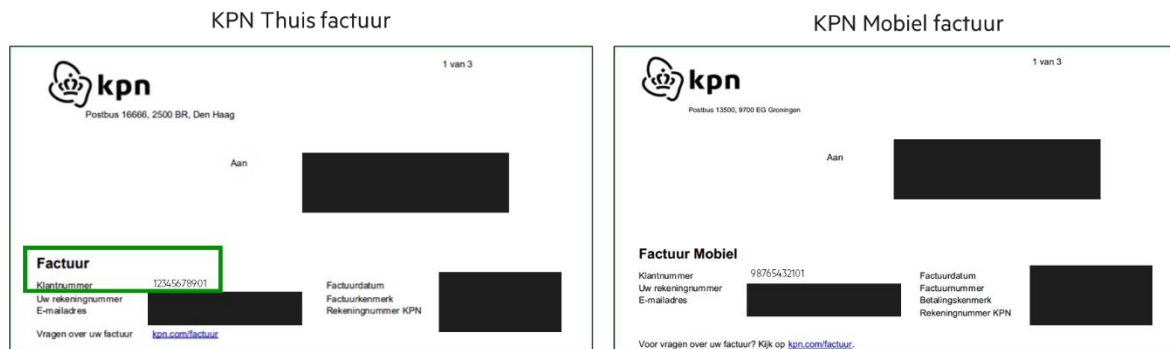 KPN Thuis factuur
kpn
1 van 3
Postbus 16666, 2500 BR, Den Haag
Aan
Factuur
Klantnummer 12345678901 Factuurdatum
Uw rekeningnummer Factuurkenmerk
E-mailadres Rekeningnummer KPN
Vragen over uw factuur kpn.com/factuur
KPN Mobiel factuur
kpn
1 van 3
Postbus 13500, 9700 EG Groningen
Aan
Factuur Mobiel
Klantnummer 98765432101 Factuurdatum
Uw rekeningnummer Factuurnummer
E-mailadres Betalingskenmerk
Rekeningnummer KPN
Voor vragen over uw factuur? Kijk op kpn.com/factuur.